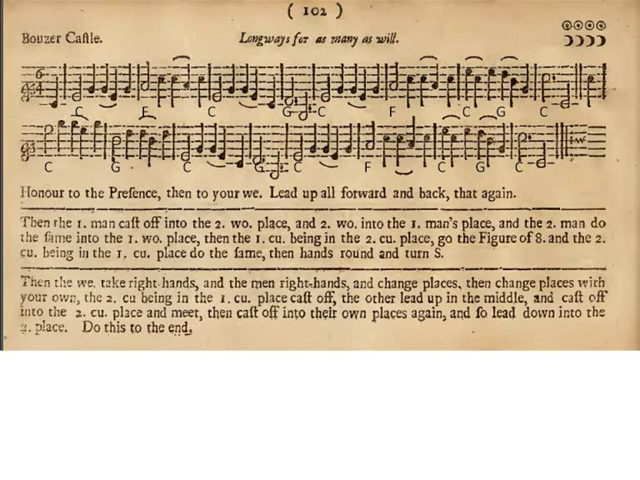 ( 102 )
Bouzer Caſtle. Longways for as many as will.
6
C E C G C F C G C
C G C G C F C G C
Honour to the Preſence, then to your we. Lead up all forward and back, that again.
Then the 1. man caſt off into the 2. wo. place, and 2. wo. into the 1. man's place, and the 2. man do
the ſame into the 1. wo. place, then the 1. cu. being in the 2. cu. place, go the Figure of 8. and the 2.
cu. being in the 1. cu. place do the ſame, then hands round and turn S.
Then the we. take right-hands, and the men right-hands, and change places, then change places with
your own, the 2. cu being in the 1. cu. place caſt off, the other lead up in the middle, and caſt off
into the 2. cu. place and meet, then caſt off into their own places again, and ſo lead down into the
2. place. Do this to the end.